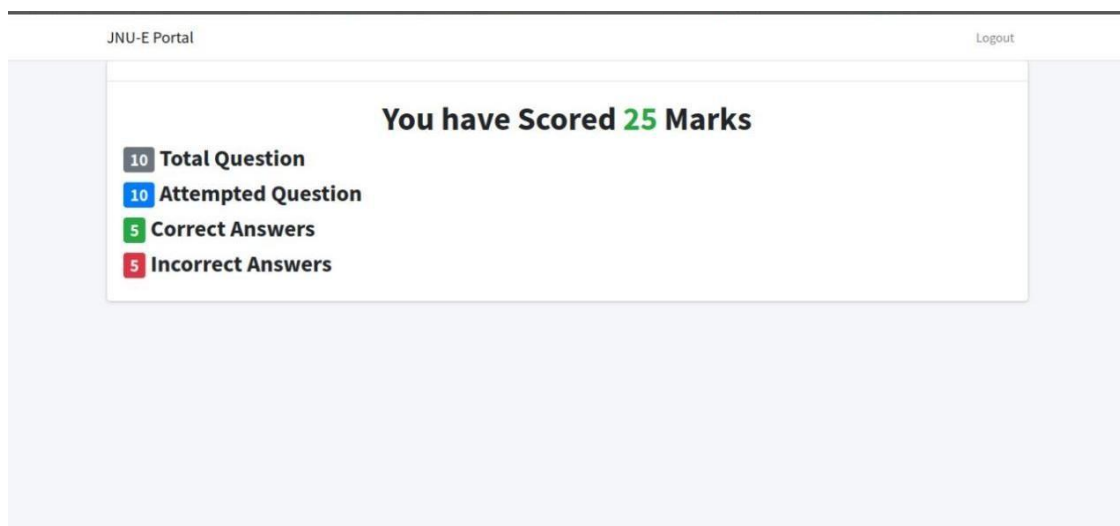 JNU-E Portal Logout
You have Scored 25 Marks
10 Total Question
10 Attempted Question
5 Correct Answers
5 Incorrect Answers